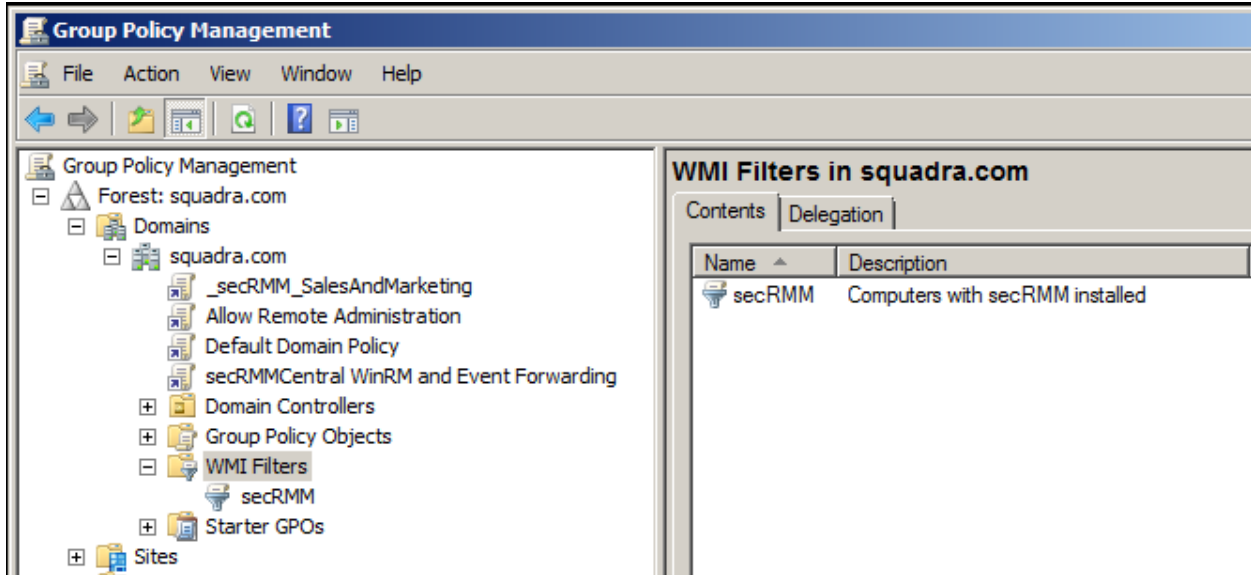 Group Policy Management
File Action View Window Help
Group Policy Management
Forest: squadra.com
Domains
squadra.com
_secRMM_SalesAndMarketing
Allow Remote Administration
Default Domain Policy
secRMMCentral WinRM and Event Forwarding
Domain Controllers
Group Policy Objects
WMI Filters
secRMM
Starter GPOs
Sites
WMI Filters in squadra.com
Contents Delegation
Name Description
secRMM Computers with secRMM installed